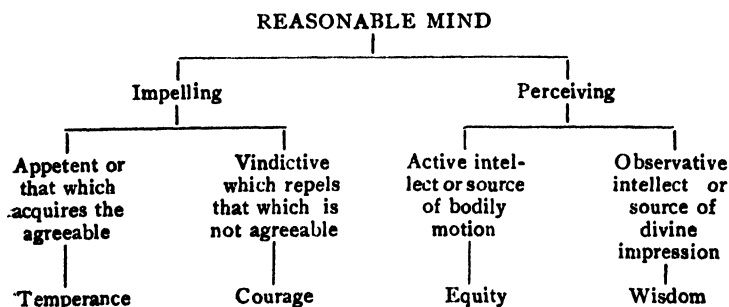 REASONABLE MIND
Impelling
Perceiving
Appetent or
that which
acquires the
agreeable
Vindictive
which repels
that which is
not agreeable
Active intel-
lect or source
of bodily
motion
Observative
intellect or
source of
divine
impression
Temperance
Courage
Equity
Wisdom